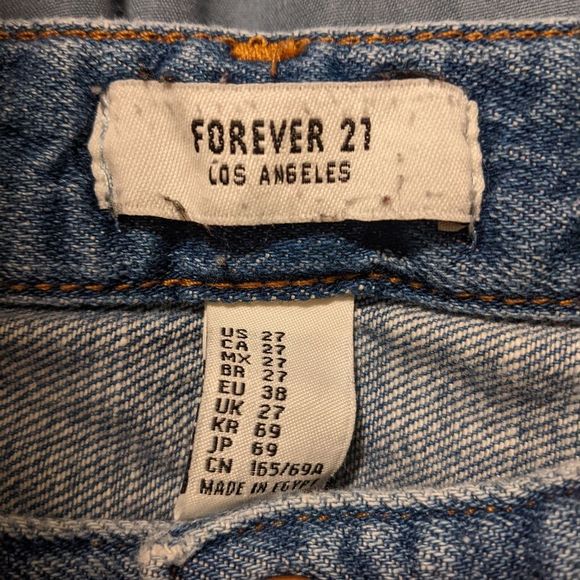 FOREVER 21
LOS ANGELES
US 27
CA 27
MX 27
BR 27
EU 38
UK 27
KR 69
JP 69
CN 165/69A
MADE IN EGYPT